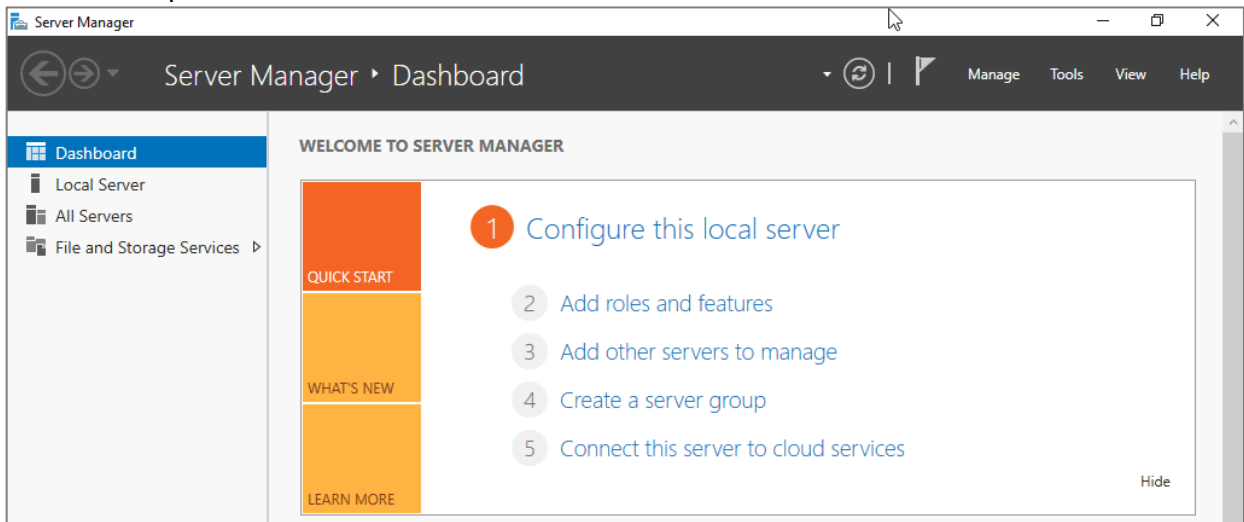 Server Manager
Server Manager ‣ Dashboard
Manage Tools View Help
Dashboard
Local Server
All Servers
File and Storage Services
WELCOME TO SERVER MANAGER
QUICK START
WHAT'S NEW
LEARN MORE
1 Configure this local server
2 Add roles and features
3 Add other servers to manage
4 Create a server group
5 Connect this server to cloud services
Hide